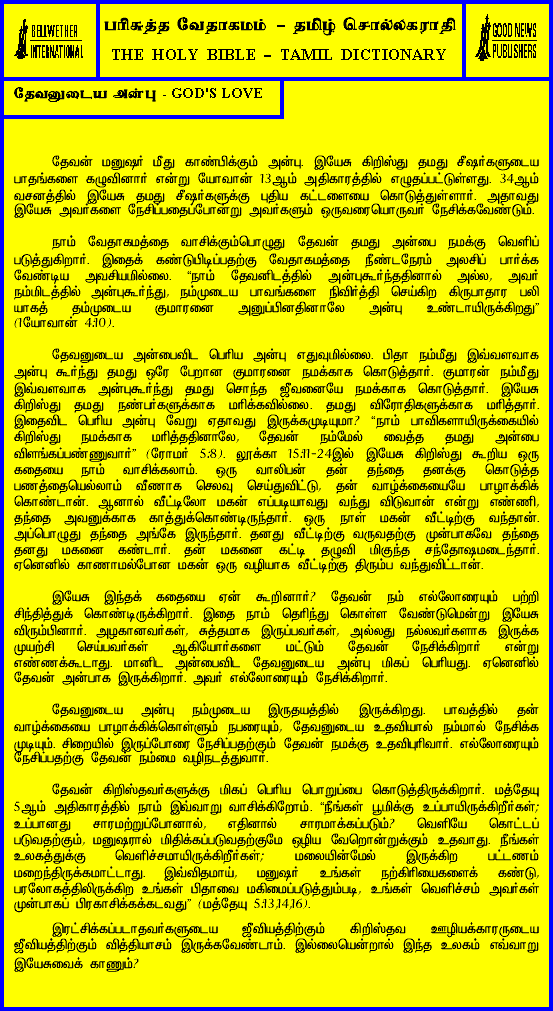 BELLWETHER
INTERNATIONAL
பரிசுத்த வேதாகமம் – தமிழ் சொல்லகராதி
THE HOLY BIBLE – TAMIL DICTIONARY
GOOD NEWS
PUBLISHERS
தேவனுடைய அன்பு - GOD'S LOVE
தேவன் மனுஷர் மீது காண்பிக்கும் அன்பு. இயேசு கிறிஸ்து தமது சீஷர்களுடைய
பாதங்களை கழுவினார் என்று யோவான் 13ஆம் அதிகாரத்தில் எழுதப்பட்டுள்ளது. 34ஆம்
வசனத்தில் இயேசு தமது சீஷர்களுக்கு புதிய கட்டளையை கொடுத்துள்ளார். அதாவது
இயேசு அவர்களை நேசிப்பதைப்போன்று அவர்களும் ஒருவரையொருவர் நேசிக்கவேண்டும்.
நாம் வேதாகமத்தை வாசிக்கும்பொழுது தேவன் தமது அன்பை நமக்கு வெளிப்
படுத்துகிறார். இதைக் கண்டுபிடிப்பதற்கு வேதாகமத்தை நீண்டநேரம் அலசிப் பார்க்க
வேண்டிய அவசியமில்லை. “நாம் தேவனிடத்தில் அன்புகூர்ந்ததினால் அல்ல, அவர்
நம்மிடத்தில் அன்புகூர்ந்து, நம்முடைய பாவங்களை நிவிர்த்தி செய்கிற கிருபாதார பலி
யாகத் தம்முடைய குமாரனை அனுப்பினதினாலே அன்பு உண்டாயிருக்கிறது”
(1யோவான் 4:10).
தேவனுடைய அன்பைவிட பெரிய அன்பு எதுவுமில்லை. பிதா நம்மீது இவ்வளவாக
அன்பு கூர்ந்து தமது ஒரே பேறான குமாரனை நமக்காக கொடுத்தார். குமாரன் நம்மீது
இவ்வளவாக அன்புகூர்ந்து தமது சொந்த ஜீவனையே நமக்காக கொடுத்தார். இயேசு
கிறிஸ்து தமது நண்பர்களுக்காக மரிக்கவில்லை. தமது விரோதிகளுக்காக மரித்தார்.
இதைவிட பெரிய அன்பு வேறு ஏதாவது இருக்கமுடியுமா? “நாம் பாவிகளாயிருக்கையில்
கிறிஸ்து நமக்காக மரித்ததினாலே, தேவன் நம்மேல் வைத்த தமது அன்பை
விளங்கப்பண்ணுவார்” (ரோமர் 5:8). லூக்கா 15:11-24இல் இயேசு கிறிஸ்து கூறிய ஒரு
கதையை நாம் வாசிக்கலாம். ஒரு வாலிபன் தன் தந்தை தனக்கு கொடுத்த
பணத்தையெல்லாம் வீணாக செலவு செய்துவிட்டு, தன் வாழ்க்கையையே பாழாக்கிக்
கொண்டான். ஆனால் வீட்டிலோ மகன் எப்படியாவது வந்து விடுவான் என்று எண்ணி,
தந்தை அவனுக்காக காத்துக்கொண்டிருந்தார். ஒரு நாள் மகன் வீட்டிற்கு வந்தான்.
அப்பொழுது தந்தை அங்கே இருந்தார். தனது வீட்டிற்கு வருவதற்கு முன்பாகவே தந்தை
தனது மகனை கண்டார். தன் மகனை கட்டி தழுவி மிகுந்த சந்தோஷமடைந்தார்.
ஏனெனில் காணாமல்போன மகன் ஒரு வழியாக வீட்டிற்கு திரும்ப வந்துவிட்டான்.
இயேசு இந்தக் கதையை ஏன் கூறினார்? தேவன் நம் எல்லோரையும் பற்றி
சிந்தித்துக் கொண்டிருக்கிறார். இதை நாம் தெரிந்து கொள்ள வேண்டுமென்று இயேசு
விரும்பினார். அழகானவர்கள், சுத்தமாக இருப்பவர்கள், அல்லது நல்லவர்களாக இருக்க
முயற்சி செய்பவர்கள் ஆகியோர்களை மட்டும் தேவன் நேசிக்கிறார் என்று
எண்ணக்கூடாது. மானிட அன்பைவிட தேவனுடைய அன்பு மிகப் பெரியது. ஏனெனில்
தேவன் அன்பாக இருக்கிறார். அவர் எல்லோரையும் நேசிக்கிறார்.
தேவனுடைய அன்பு நம்முடைய இருதயத்தில் இருக்கிறது. பாவத்தில் தன்
வாழ்க்கையை பாழாக்கிக்கொள்ளும் நபரையும், தேவனுடைய உதவியால் நம்மால் நேசிக்க
முடியும். சிறையில் இருப்போரை நேசிப்பதற்கும் தேவன் நமக்கு உதவிபுரிவார். எல்லோரையும்
நேசிப்பதற்கு தேவன் நம்மை வழிநடத்துவார்.
தேவன் கிறிஸ்தவர்களுக்கு மிகப் பெரிய பொறுப்பை கொடுத்திருக்கிறார். மத்தேயு
5ஆம் அதிகாரத்தில் நாம் இவ்வாறு வாசிக்கிறோம். “நீங்கள் பூமிக்கு உப்பாயிருக்கிறீர்கள்;
உப்பானது சாரமற்றுப்போனால், எதினால் சாரமாக்கப்படும்? வெளியே கொட்டப்
படுவதற்கும், மனுஷரால் மிதிக்கப்படுவதற்குமே ஒழிய வேறொன்றுக்கும் உதவாது. நீங்கள்
உலகத்துக்கு வெளிச்சமாயிருக்கிறீர்கள்; மலையின்மேல் இருக்கிற பட்டணம்
மறைந்திருக்கமாட்டாது. இவ்விதமாய், மனுஷர் உங்கள் நற்கிரியைகளைக் கண்டு,
பரலோகத்திலிருக்கிற உங்கள் பிதாவை மகிமைப்படுத்தும்படி, உங்கள் வெளிச்சம் அவர்கள்
முன்பாகப் பிரகாசிக்கக்கடவது” (மத்தேயு 5:13,14,16).
இரட்சிக்கப்படாதவர்களுடைய ஜீவியத்திற்கும் கிறிஸ்தவ ஊழியக்காரருடைய
ஜீவியத்திற்கும் வித்தியாசம் இருக்கவேண்டாம். இல்லையென்றால் இந்த உலகம் எவ்வாறு
இயேசுவைக் காணும்?